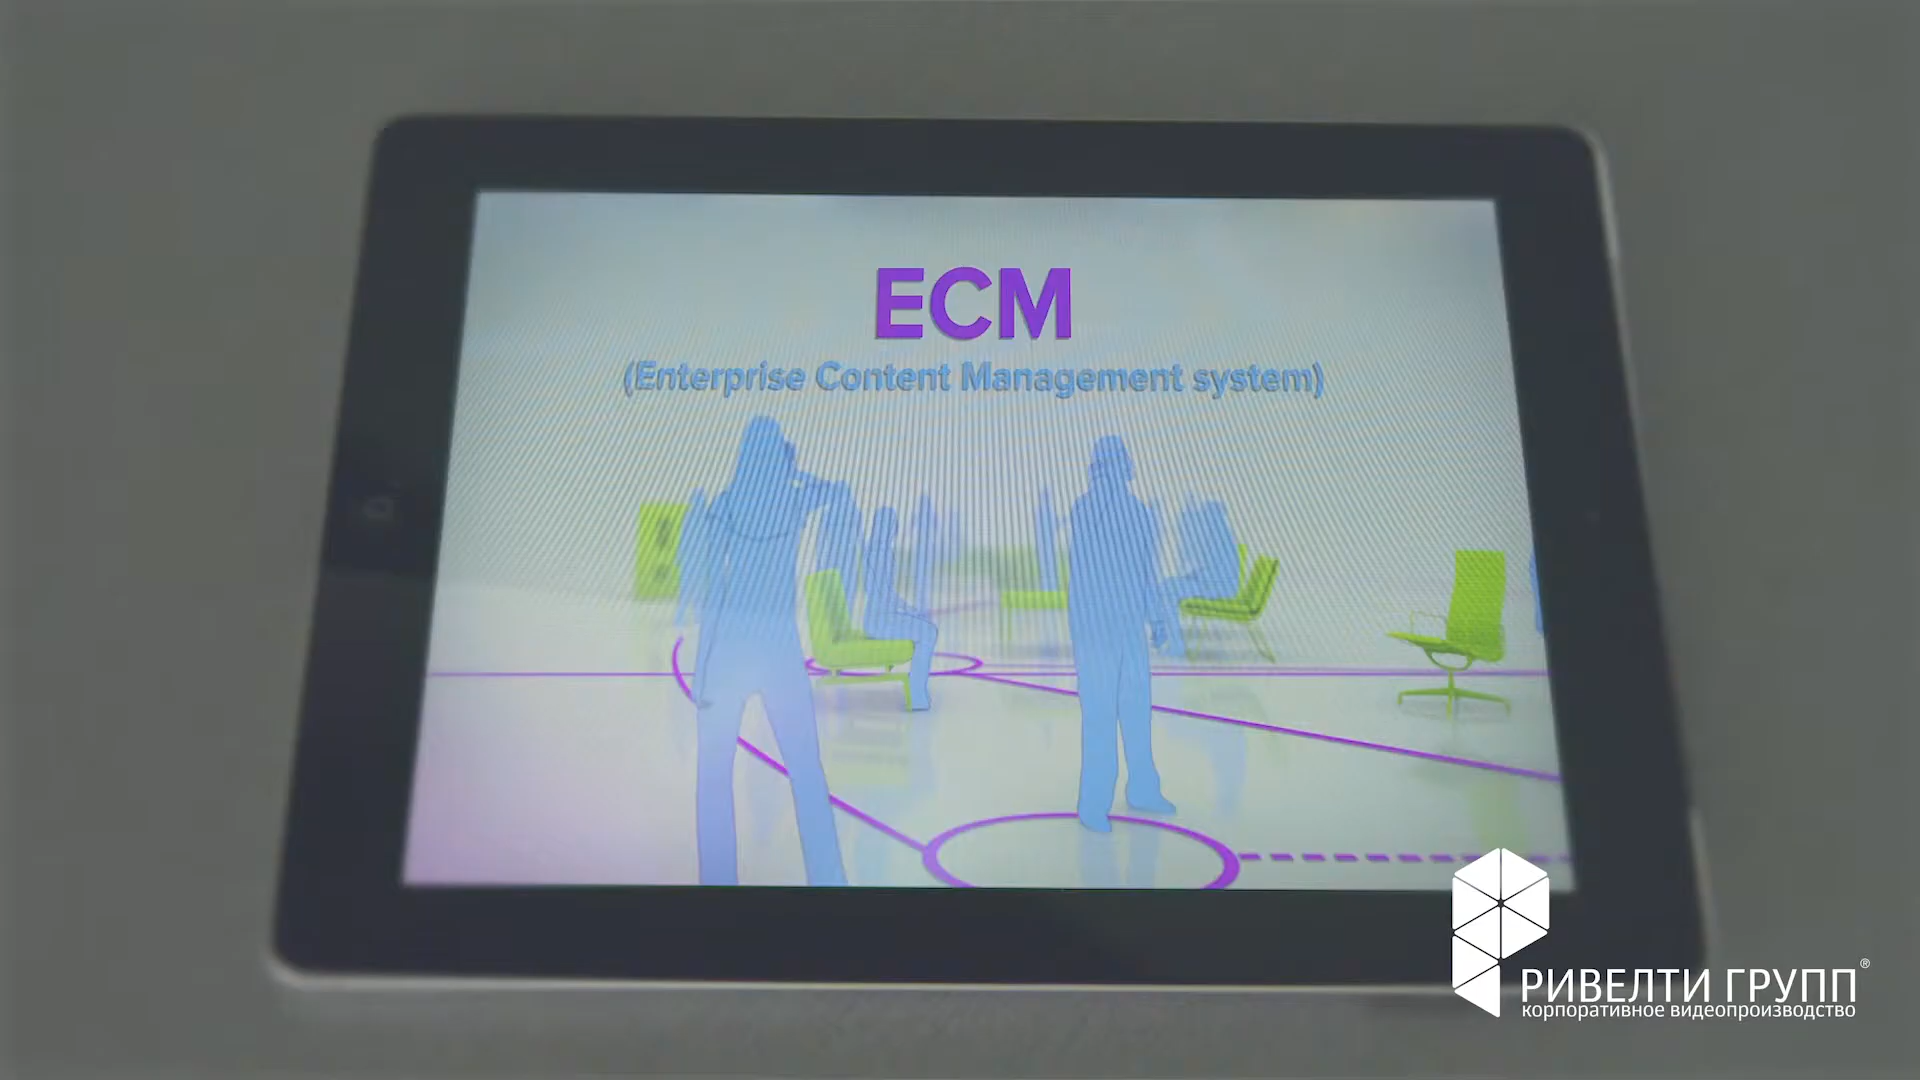 ECM
(Enterprise Content Management system)
РИВЕЛТИ ГРУПП®
корпоративное видеопроизводство